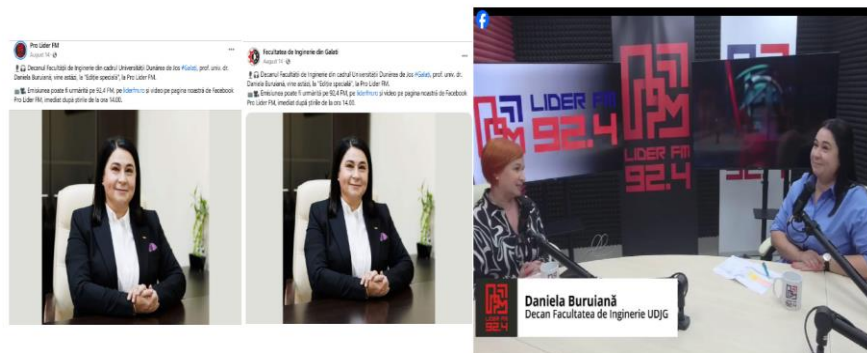 Pro Lider FM
August 14
Decanul Facultății de Inginerie din cadrul Universității Dunărea de Jos #Galati, prof. univ. dr.
Daniela Buruiană, vine astăzi, la "Ediție specială", la Pro Lider FM.
Emisiunea poate fi urmărită pe 92,4 FM, pe liderfm.ro și video pe pagina noastră de Facebook
Pro Lider FM, imediat după știrile de la ora 14.00.
Facultatea de Inginerie din Galati
August 14
Decanul Facultății de Inginerie din cadrul Universității Dunărea de Jos #Galati, prof. univ. dr.
Daniela Buruiană, vine astăzi, la "Ediție specială", la Pro Lider FM.
Emisiunea poate fi urmărită pe 92,4 FM, pe liderfm.ro și video pe pagina noastră de Facebook
Pro Lider FM, imediat după știrile de la ora 14.00.
LIDER FM
92.4
LIDER FM
92.4
92.4
Daniela Buruiană
Decan Facultatea de Inginerie UDJG